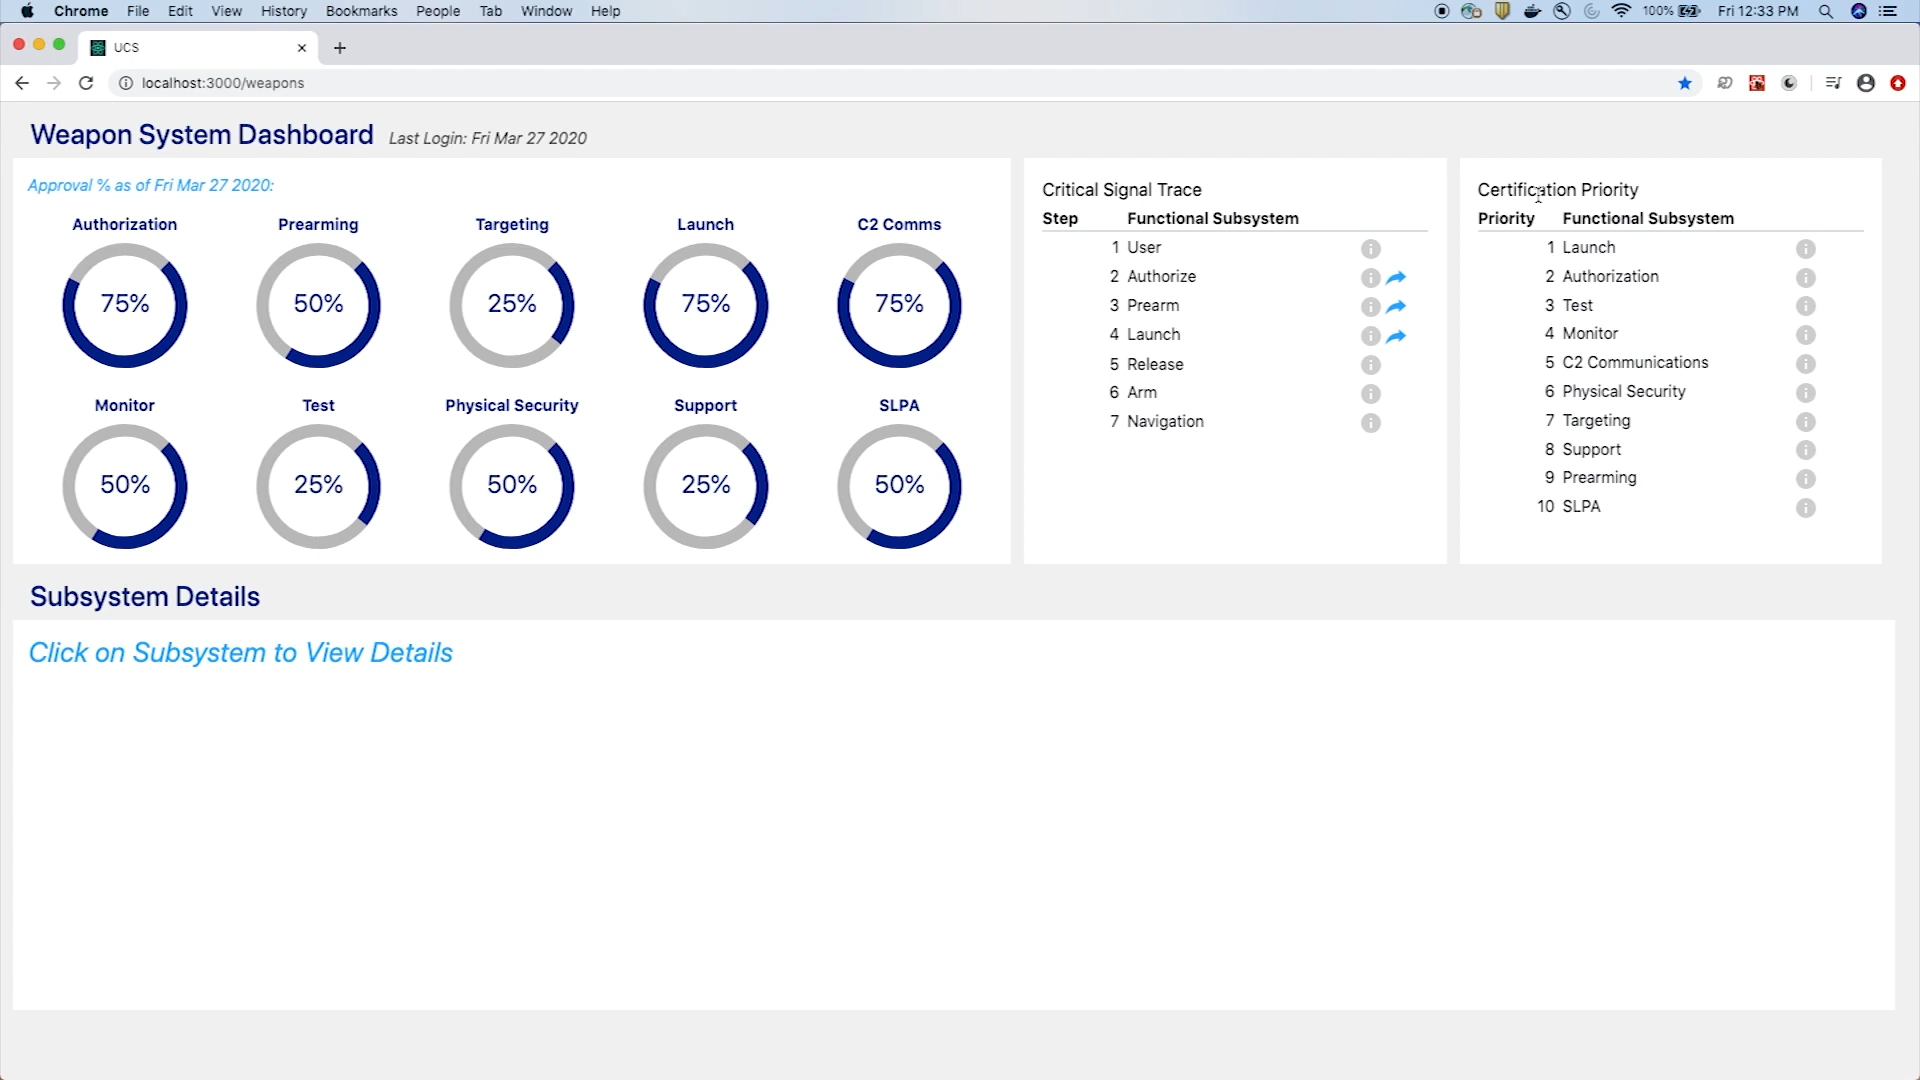 Chrome File Edit View History Bookmarks People Tab Window Help 100% Fri 12:33 PM
UCS
localhost:3000/weapons
Weapon System Dashboard Last Login: Fri Mar 27 2020
Approval % as of Fri Mar 27 2020:
Authorization Prearming Targeting Launch C2 Comms
75% 50% 25% 75% 75%
Monitor Test Physical Security Support SLPA
50% 25% 50% 25% 50%
Critical Signal Trace
Step Functional Subsystem
1 User
2 Authorize
3 Prearm
4 Launch
5 Release
6 Arm
7 Navigation
Certification Priority
Priority Functional Subsystem
1 Launch
2 Authorization
3 Test
4 Monitor
5 C2 Communications
6 Physical Security
7 Targeting
8 Support
9 Prearming
10 SLPA
Subsystem Details
Click on Subsystem to View Details